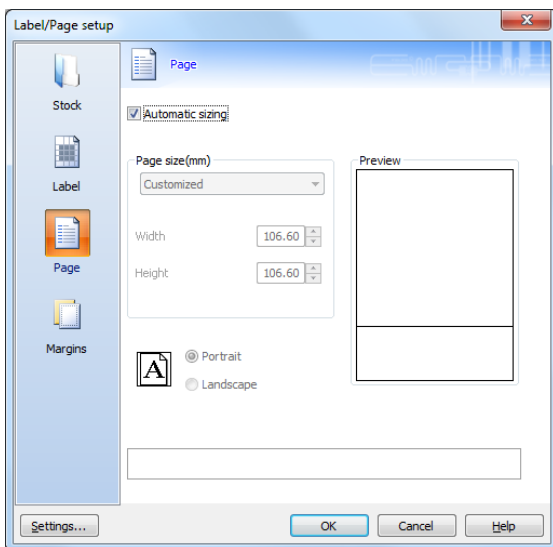 Label/Page setup
Page
Stock
Automatic sizing
Label
Page size(mm)
Customized
Width 106.60
Height 106.60
Preview
Page
Margins
A
Portrait
Landscape
Settings...
OK Cancel Help